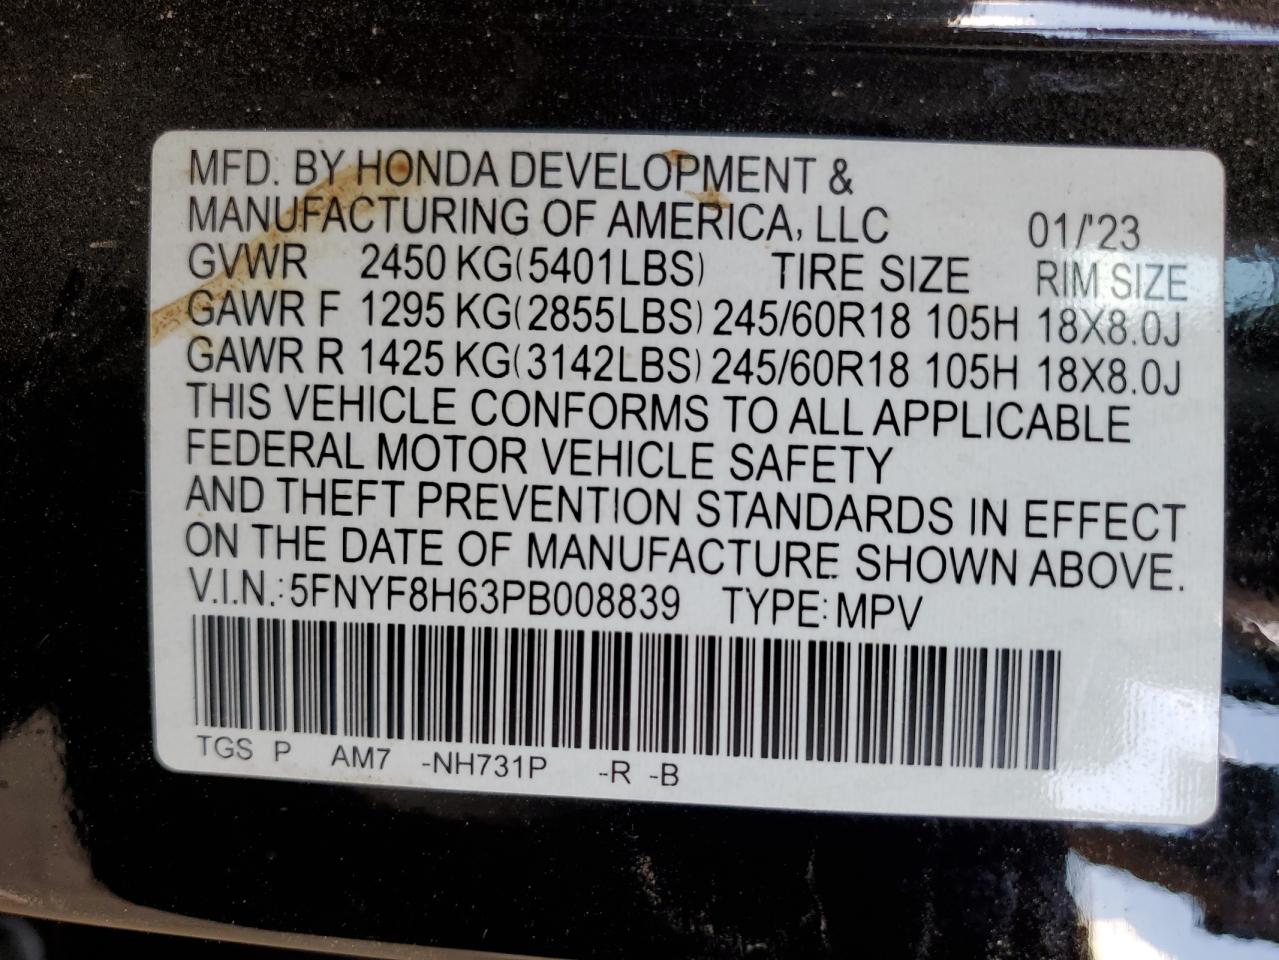 MFD. BY HONDA DEVELOPMENT &
MANUFACTURING OF AMERICA, LLC 01/'23
GVWR 2450 KG(5401LBS) TIRE SIZE RIM SIZE
GAWR F 1295 KG(2855LBS) 245/60R18 105H 18X8.0J
GAWR R 1425 KG(3142LBS) 245/60R18 105H 18X8.0J
THIS VEHICLE CONFORMS TO ALL APPLICABLE
FEDERAL MOTOR VEHICLE SAFETY
AND THEFT PREVENTION STANDARDS IN EFFECT
ON THE DATE OF MANUFACTURE SHOWN ABOVE.
V.I.N.: 5FNYF8H63PB008839 TYPE: MPV
TGS P AM7 -NH731P -R -B